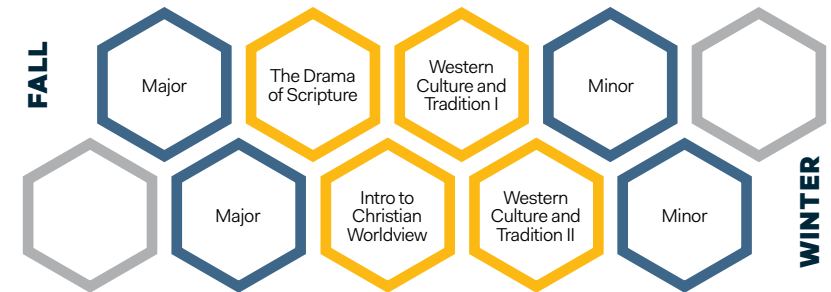 FALL
Major
The Drama
of Scripture
Western
Culture and
Tradition I
Minor
Major
Intro to
Christian
Worldview
Western
Culture and
Tradition II
Minor
WINTER